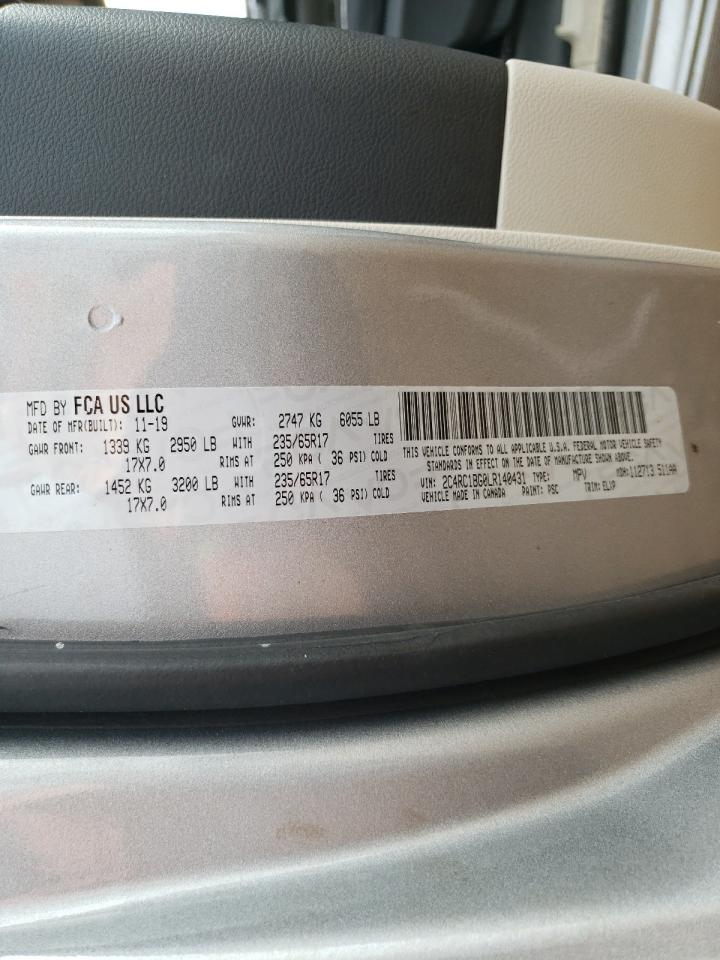 MFD BY FCA US LLC
DATE OF MFR(BUILT): 11-19 GVWR: 2747 KG 6055 LB
GAWR FRONT: 1339 KG 2950 LB WITH 235/65R17 TIRES
17X7.0 RIMS AT 250 KPA ( 36 PSI) COLD
GAWR REAR: 1452 KG 3200 LB WITH 235/65R17 TIRES
17X7.0 RIMS AT 250 KPA ( 36 PSI) COLD
THIS VEHICLE CONFORMS TO ALL APPLICABLE U.S.A. FEDERAL MOTOR VEHICLE SAFETY
STANDARDS IN EFFECT ON THE DATE OF MANUFACTURE SHOWN ABOVE.
VIN: 2C4RC1BG0LR140431 TYPE: MPV MDH: 112713 511AA
VEHICLE MADE IN CANADA PAINT: PSC TRIM: